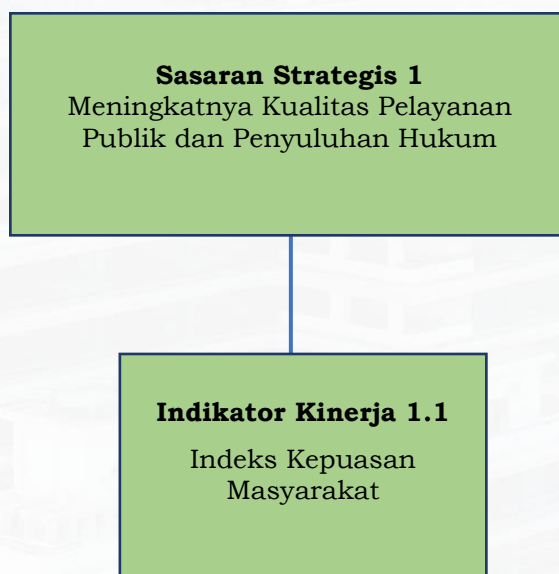 Sasaran Strategis 1
Meningkatnya Kualitas Pelayanan
Publik dan Penyuluhan Hukum
Indikator Kinerja 1.1
Indeks Kepuasan
Masyarakat